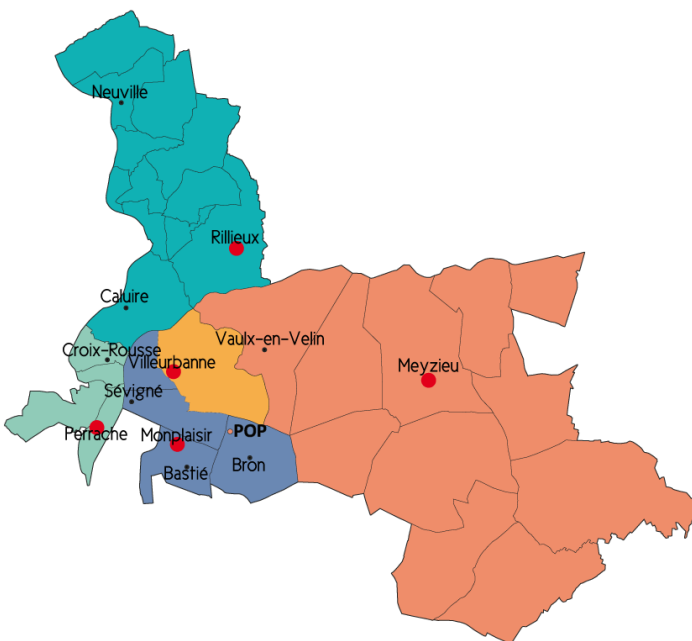 Neuville
Rillieux
Caluire
Croix-Rousse
Vaulx-en-Velin
Villeurbanne
Meyzieu
Sévigné
Perrache
Monplaisir
POP
Bastié
Bron